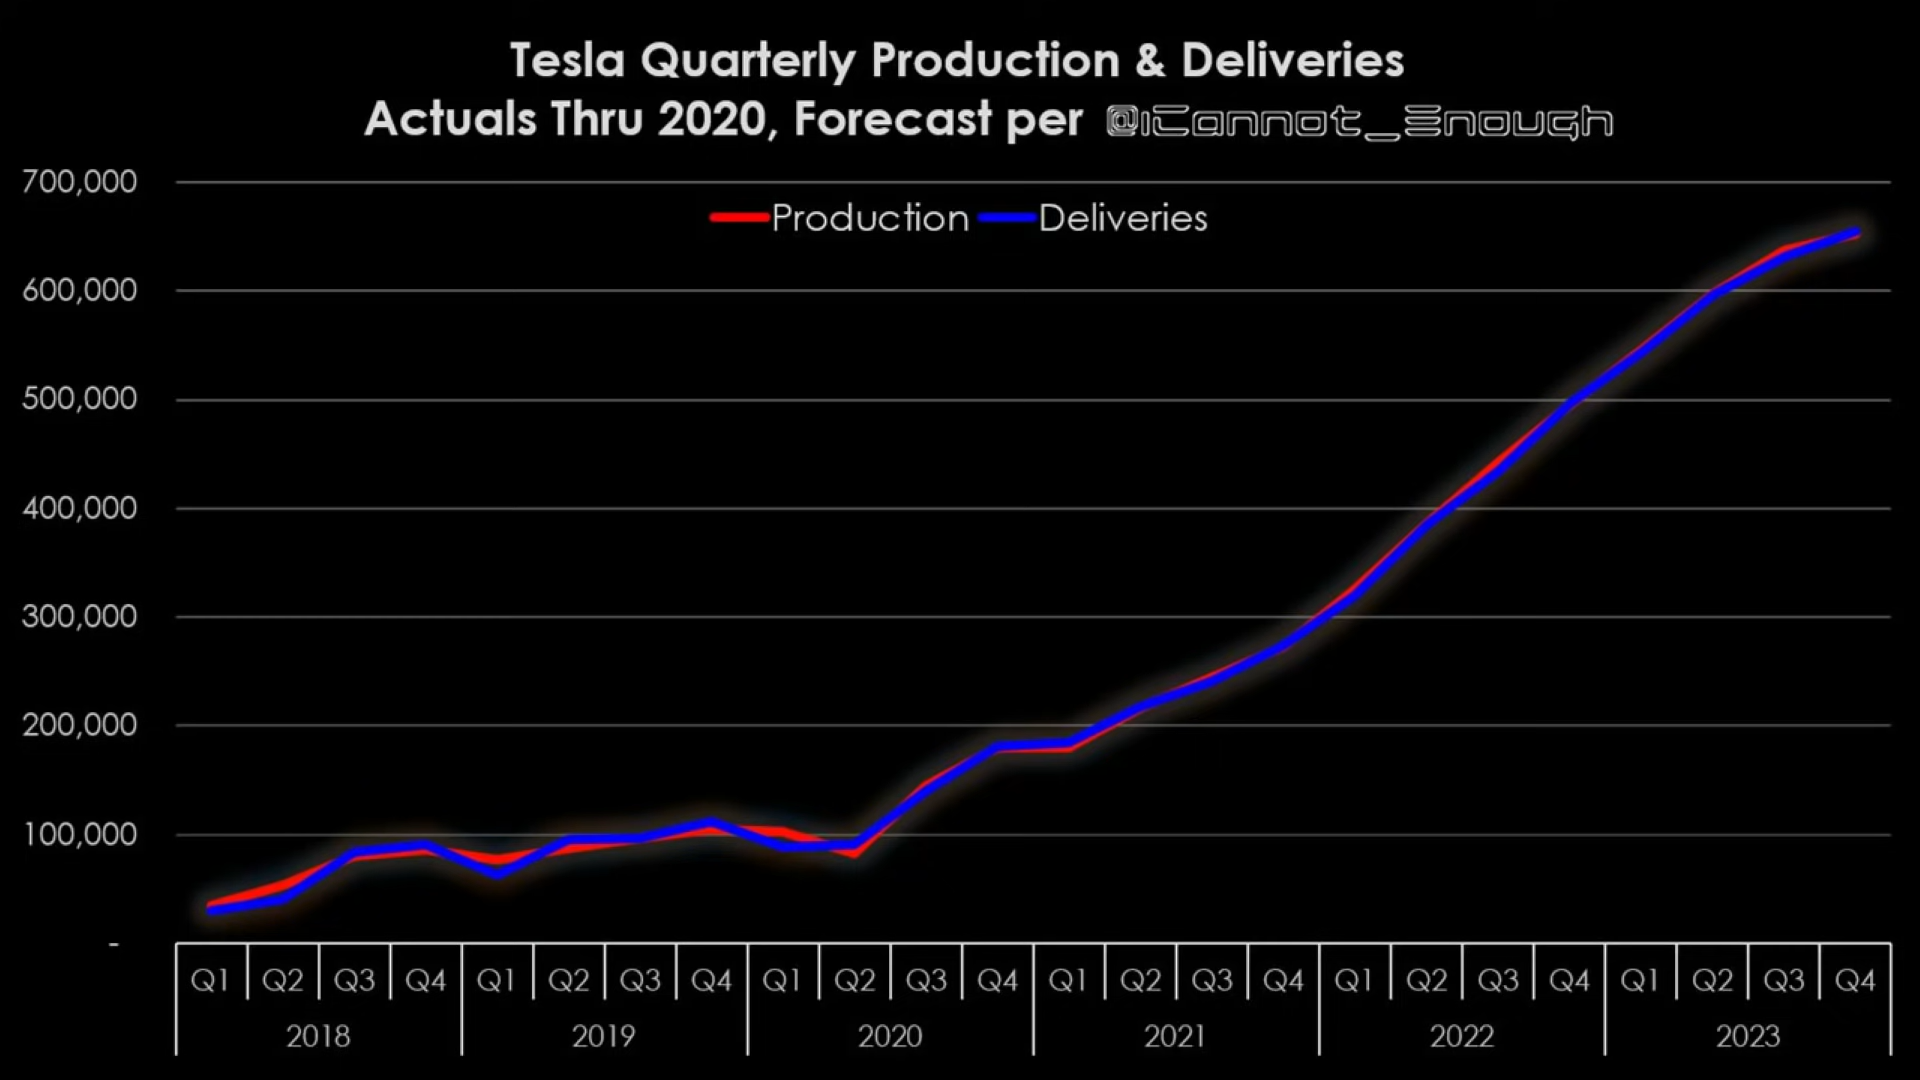 Tesla Quarterly Production & Deliveries
Actuals Thru 2020, Forecast per @iCannot_Enough
Production Deliveries
700,000
600,000
500,000
400,000
300,000
200,000
100,000
-
Q1 Q2 Q3 Q4 Q1 Q2 Q3 Q4 Q1 Q2 Q3 Q4 Q1 Q2 Q3 Q4 Q1 Q2 Q3 Q4 Q1 Q2 Q3 Q4
2018 2019 2020 2021 2022 2023